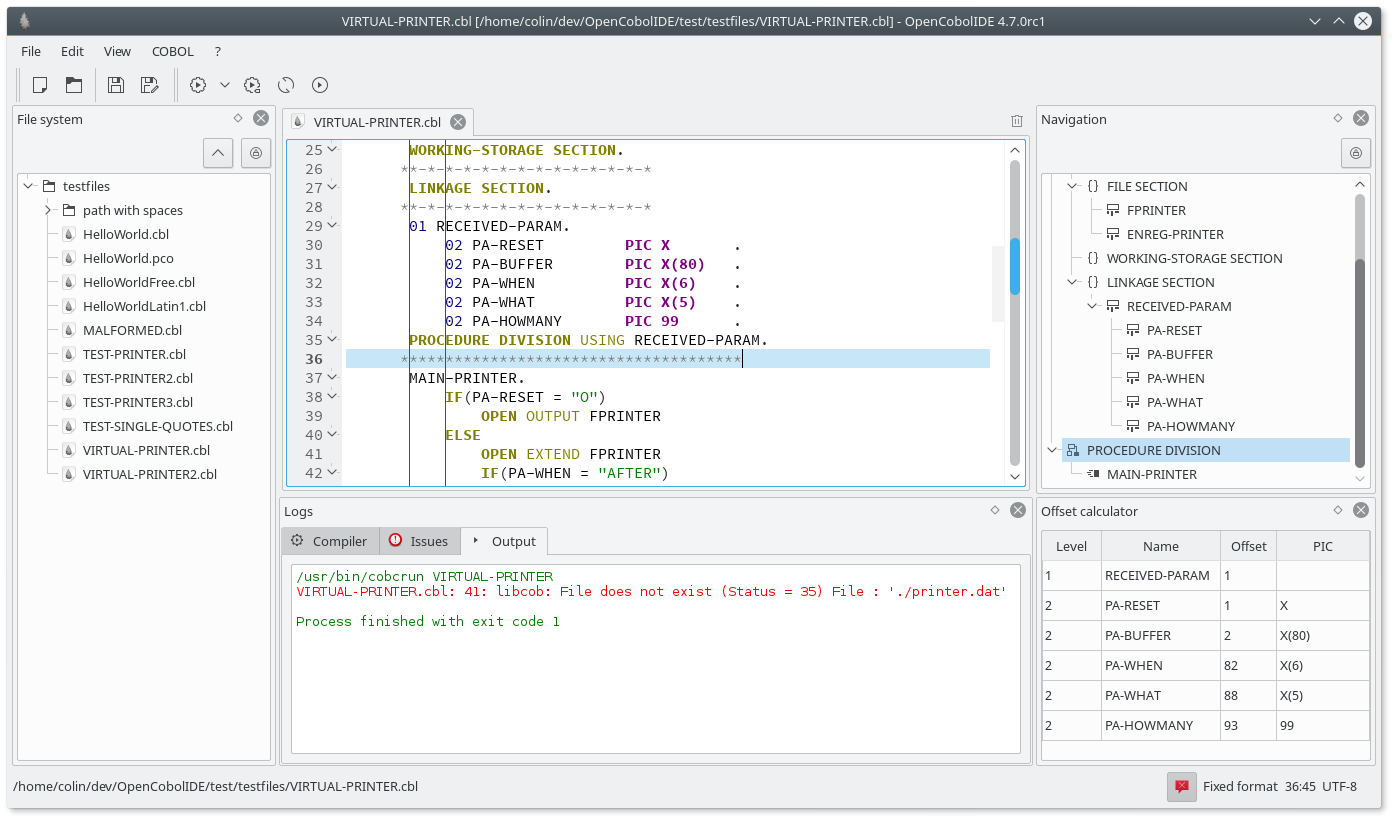 VIRTUAL-PRINTER.cbl [/home/colin/dev/OpenCobolIDE/test/testfiles/VIRTUAL-PRINTER.cbl] - OpenCobolIDE 4.7.0rc1
File Edit View COBOL ?
File system
testfiles
path with spaces
HelloWorld.cbl
HelloWorld.pco
HelloWorldFree.cbl
HelloWorldLatin1.cbl
MALFORMED.cbl
TEST-PRINTER.cbl
TEST-PRINTER2.cbl
TEST-PRINTER3.cbl
TEST-SINGLE-QUOTES.cbl
VIRTUAL-PRINTER.cbl
VIRTUAL-PRINTER2.cbl
VIRTUAL-PRINTER.cbl
25 WORKING-STORAGE SECTION.
26 **-*-*-*-*-*-*-*-*-*-*-*-*-*
27 LINKAGE SECTION.
28 **-*-*-*-*-*-*-*-*-*-*-*-*-*
29 01 RECEIVED-PARAM.
30 02 PA-RESET PIC X .
31 02 PA-BUFFER PIC X(80) .
32 02 PA-WHEN PIC X(6) .
33 02 PA-WHAT PIC X(5) .
34 02 PA-HOWMANY PIC 99 .
35 PROCEDURE DIVISION USING RECEIVED-PARAM.
36 **************************************
37 MAIN-PRINTER.
38 IF(PA-RESET = "O")
39 OPEN OUTPUT FPRINTER
40 ELSE
41 OPEN EXTEND FPRINTER
42 IF(PA-WHEN = "AFTER")
Logs
Compiler Issues Output
/usr/bin/cobcrun VIRTUAL-PRINTER
VIRTUAL-PRINTER.cbl: 41: libcob: File does not exist (Status = 35) File : './printer.dat'
Process finished with exit code 1
Navigation
{} FILE SECTION
FPRINTER
ENREG-PRINTER
{} WORKING-STORAGE SECTION
{} LINKAGE SECTION
RECEIVED-PARAM
PA-RESET
PA-BUFFER
PA-WHEN
PA-WHAT
PA-HOWMANY
PROCEDURE DIVISION
MAIN-PRINTER
Offset calculator
Level Name Offset PIC
1 RECEIVED-PARAM 1
2 PA-RESET 1 X
2 PA-BUFFER 2 X(80)
2 PA-WHEN 82 X(6)
2 PA-WHAT 88 X(5)
2 PA-HOWMANY 93 99
/home/colin/dev/OpenCobolIDE/test/testfiles/VIRTUAL-PRINTER.cbl
Fixed format 36:45 UTF-8